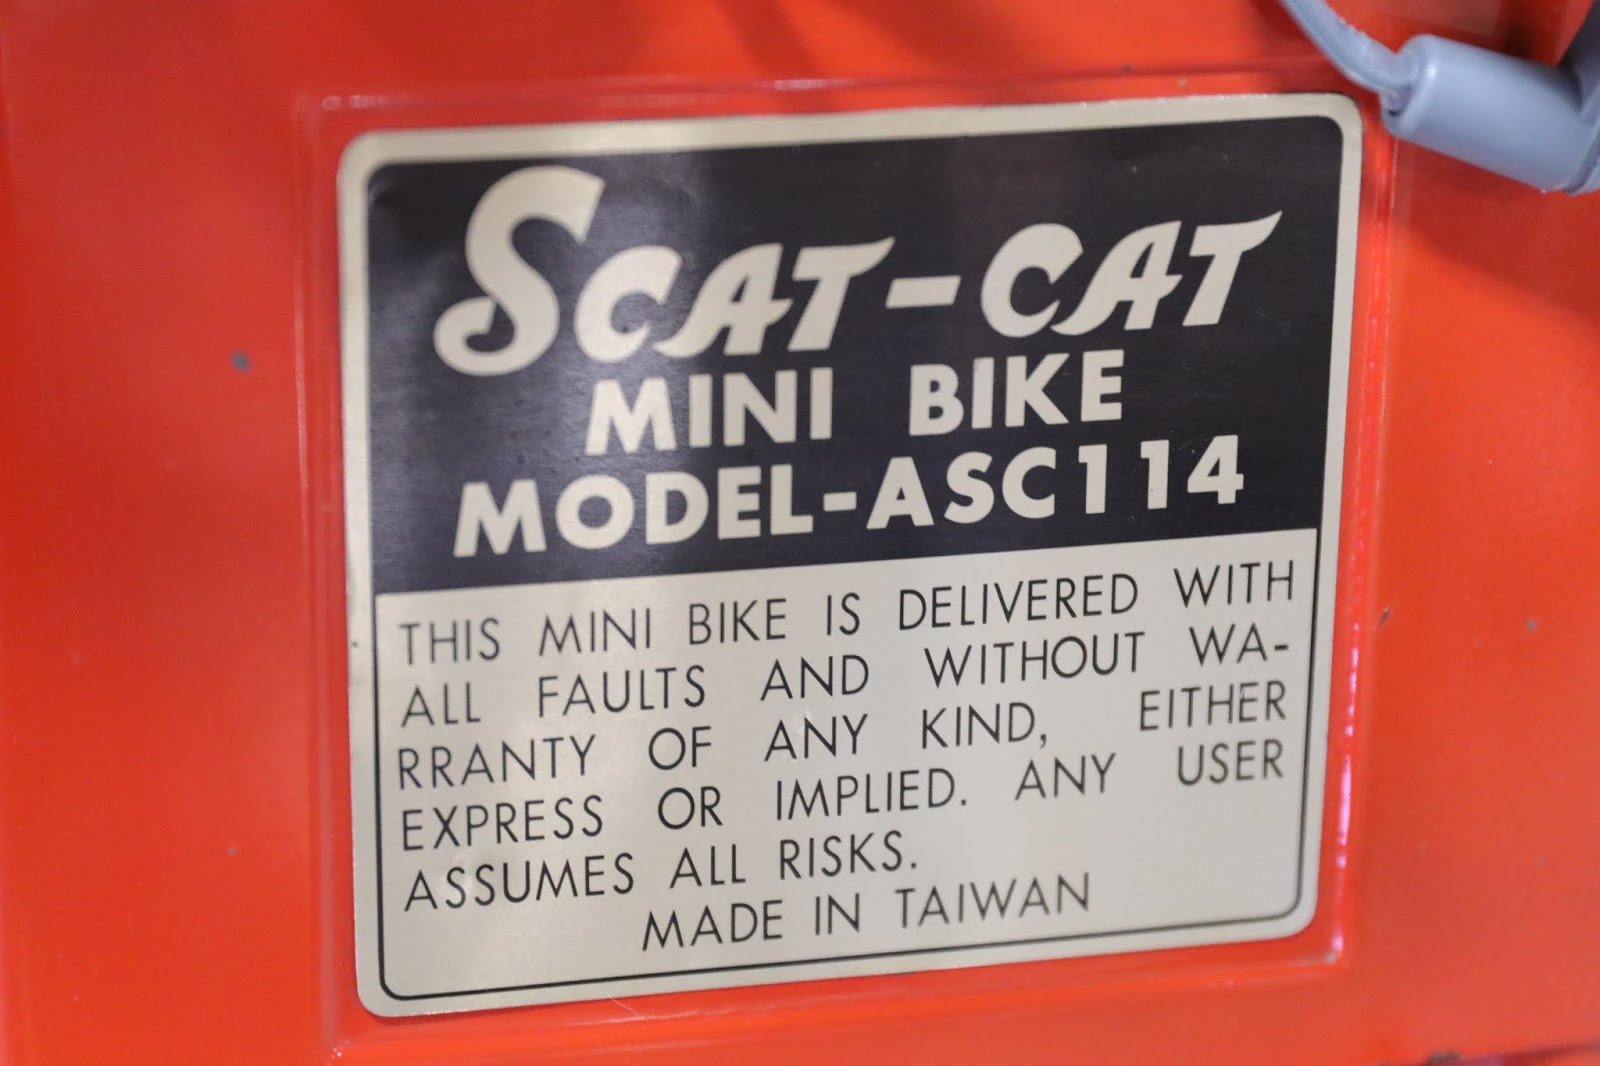 SCAT-CAT
MINI BIKE
MODEL-ASC114
THIS MINI BIKE IS DELIVERED WITH
ALL FAULTS AND WITHOUT WA-
RRANTY OF ANY KIND, EITHER
EXPRESS OR IMPLIED. ANY USER
ASSUMES ALL RISKS.
MADE IN TAIWAN